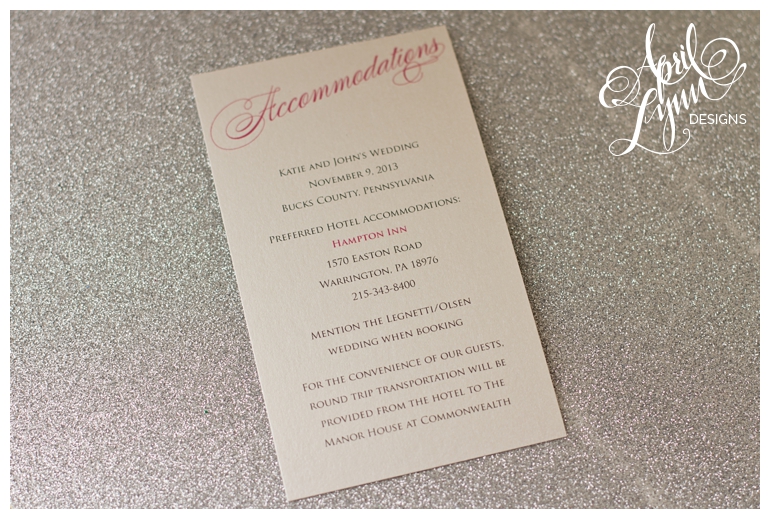 Accommodations
Katie and John's Wedding
November 9, 2013
Bucks County, Pennsylvania
Preferred Hotel Accommodations:
Hampton Inn
1570 Easton Road
Warrington, PA 18976
215-343-8400
Mention the Legnetti/Olsen
wedding when booking
For the convenience of our guests,
round trip transportation will be
provided from the hotel to The
Manor House at Commonwealth
April
Lynn
DESIGNS